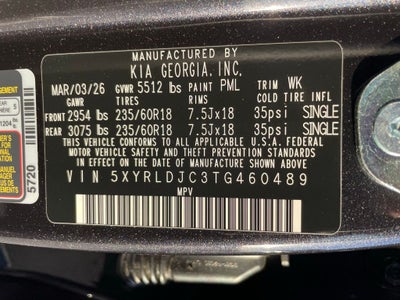 MANUFACTURED BY
KIA GEORGIA, INC.
MAR/03/26 GVWR 5512 lbs PAINT PML TRIM WK
GAWR TIRES RIMS COLD TIRE PRESSURE
FRONT 2954 lbs 235/60R18 7.5Jx18 35psi SINGLE
REAR 3075 lbs 235/60R18 7.5Jx18 35psi SINGLE
THIS VEHICLE CONFORMS TO ALL APPLICABLE U.S. FEDERAL
MOTOR VEHICLE SAFETY AND THEFT PREVENTION STANDARDS
IN EFFECT ON THE DATE OF MANUFACTURE SHOWN ABOVE.
VIN 5XYRLDJC3TG460489
MPV
5720